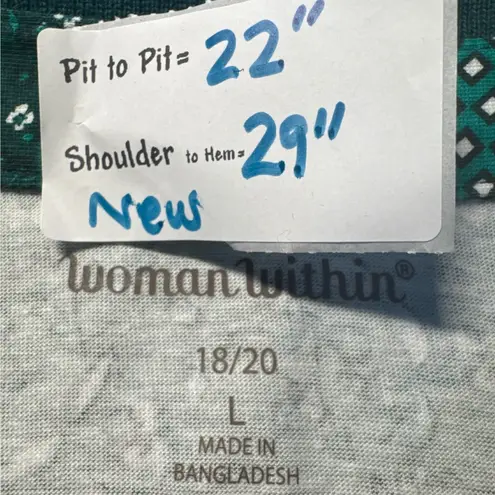 Pit to Pit= 22"
Shoulder to Hem= 29"
New
Woman Within®
18/20
L
MADE IN
BANGLADESH